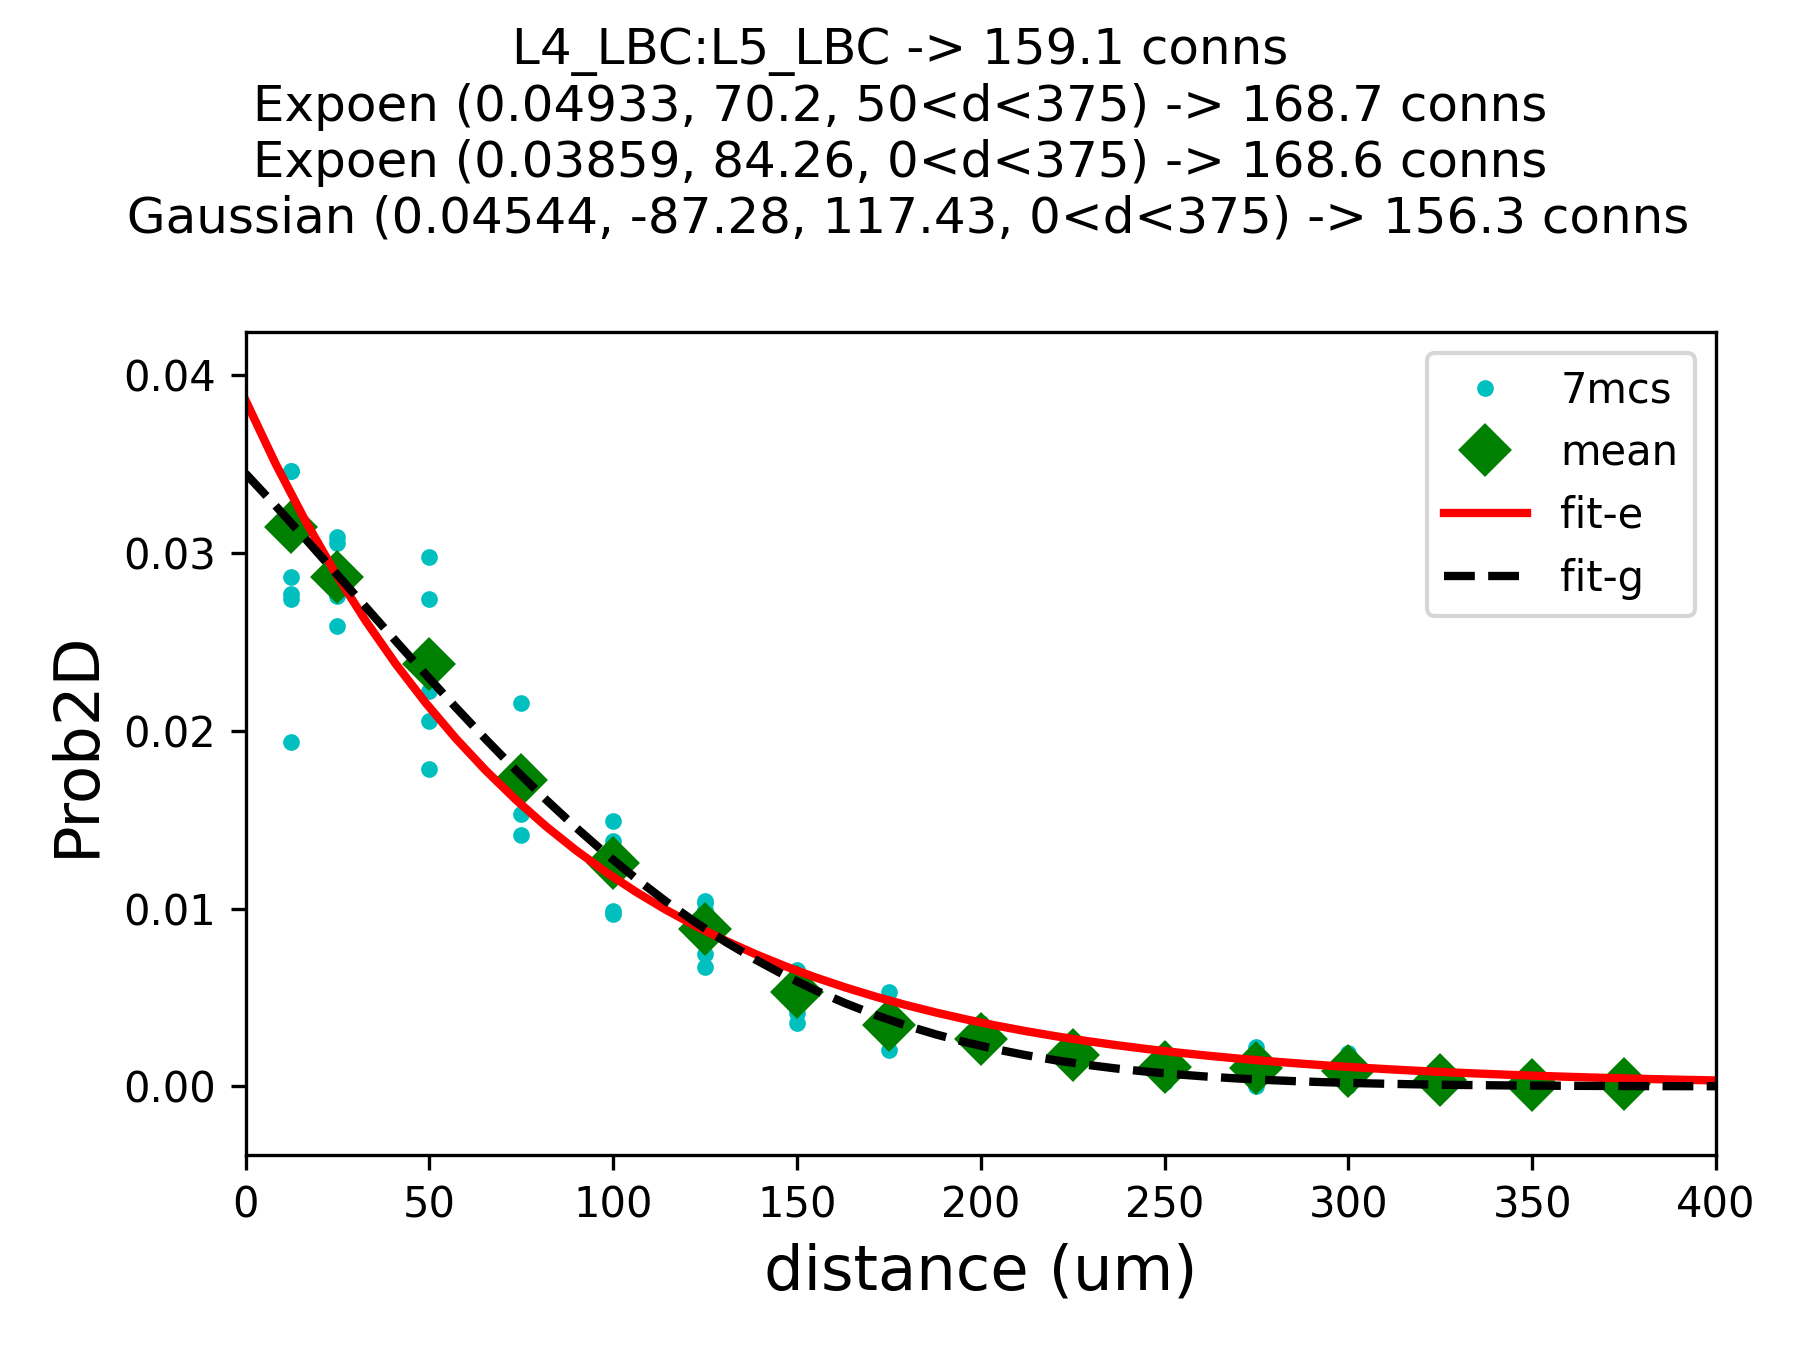 L4_LBC:L5_LBC -> 159.1 conns
Expoen (0.04933, 70.2, 50<d<375) -> 168.7 conns
Expoen (0.03859, 84.26, 0<d<375) -> 168.6 conns
Gaussian (0.04544, -87.28, 117.43, 0<d<375) -> 156.3 conns
0.04
0.03
0.02
0.01
0.00
Prob2D
7mcs
mean
fit-e
fit-g
0 50 100 150 200 250 300 350 400
distance (um)